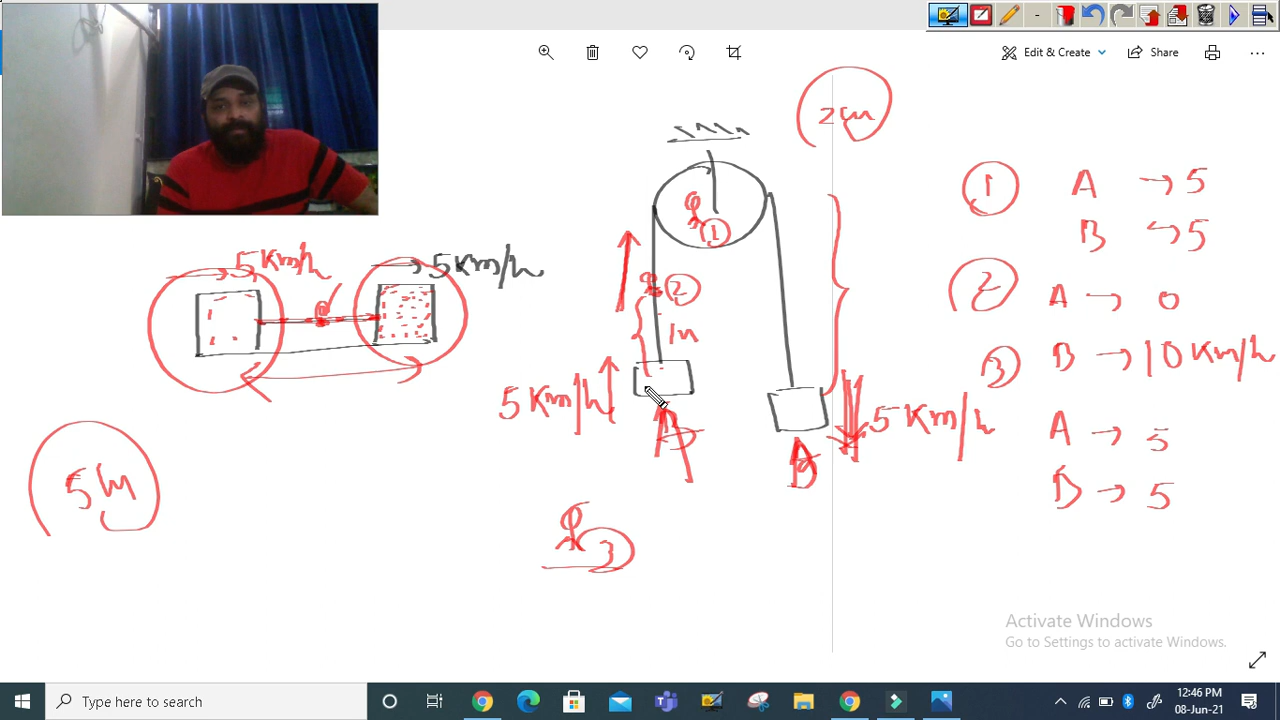 Edit & Create
Share
2m
1 A → 5
B → 5
5 Km/h
5 Km/h
1
2 A → 0
2
1m
3 B → 10 Km/h
5 Km/h
5 Km/h
A → 5
A
B
5m
B → 5
3
Activate Windows
Go to Settings to activate Windows.
Type here to search
12:46 PM
08-Jun-21